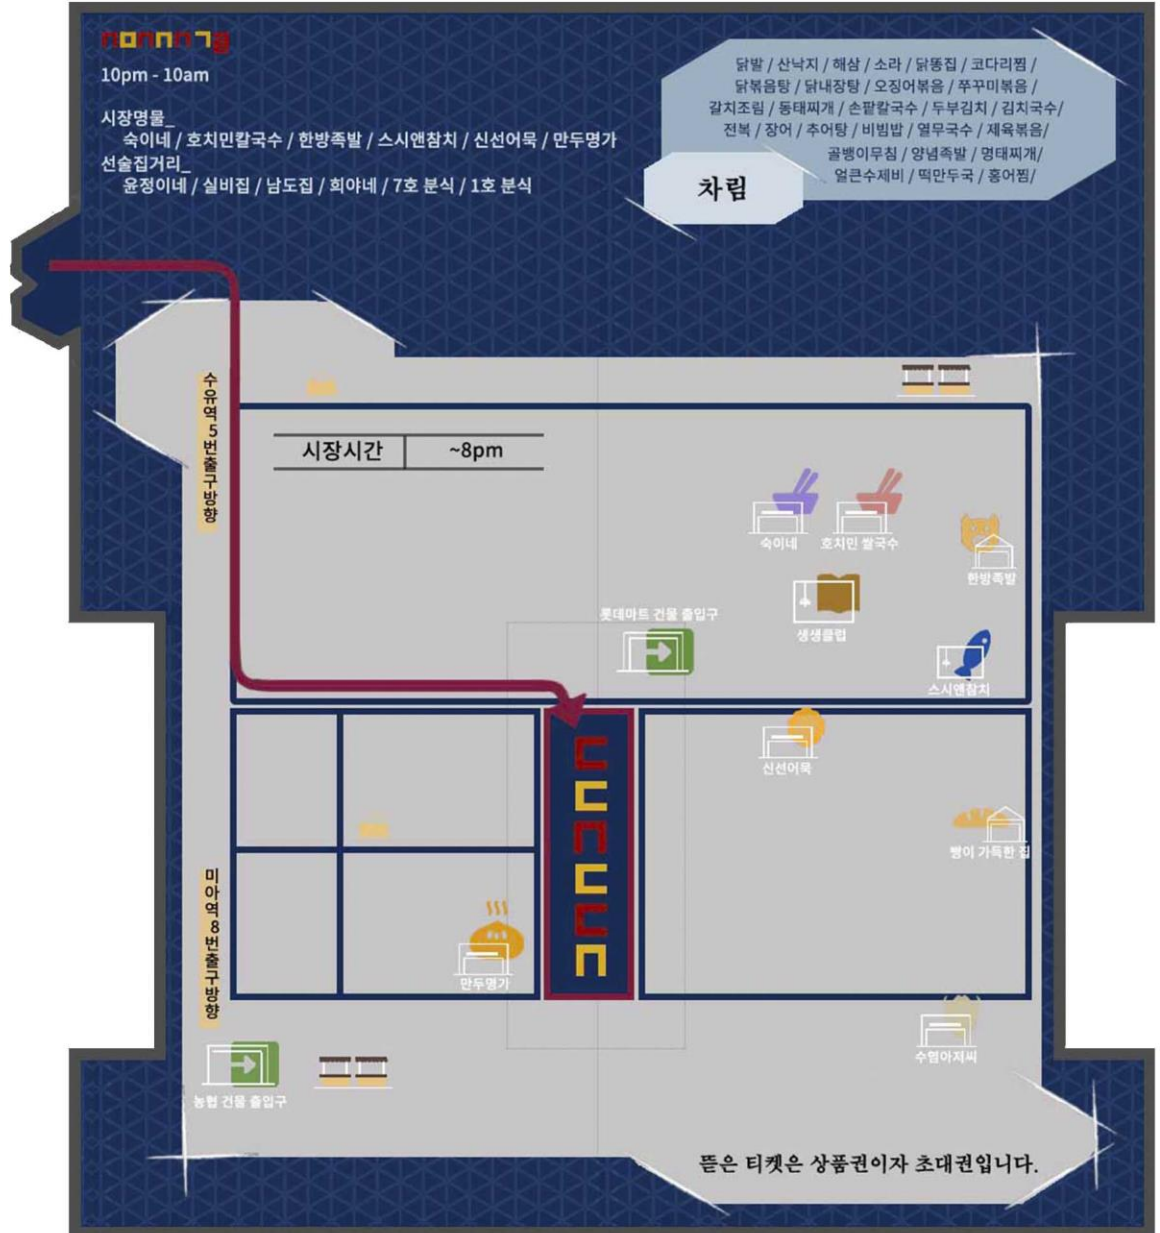 10pm - 10am
시장명물_
숙이네 / 호치민칼국수 / 한방족발 / 스시앤참치 / 신선어묵 / 만두명가
선술집거리_
윤정이네 / 실비집 / 남도집 / 희야네 / 7호 분식 / 1호 분식
닭발 / 산낙지 / 해삼 / 소라 / 닭똥집 / 코다리찜 /
닭볶음탕 / 닭내장탕 / 오징어볶음 / 쭈꾸미볶음 /
갈치조림 / 동태찌개 / 손팥칼국수 / 두부김치 / 김치국수/
전복 / 장어 / 추어탕 / 비빔밥 / 열무국수 / 제육볶음/
골뱅이무침 / 양념족발 / 명태찌개/
얼큰수제비 / 떡만두국 / 홍어찜/
차림
수유역5번출구방향
시장시간 ~8pm
숙이네
호치민 쌀국수
한방족발
생생클럽
롯데마트 건물 출입구
스시앤참치
신선어묵
빵이 가득한 집
미아역8번출구방향
만두명가
수염아저씨
농협 건물 출입구
뜯은 티켓은 상품권이자 초대권입니다.